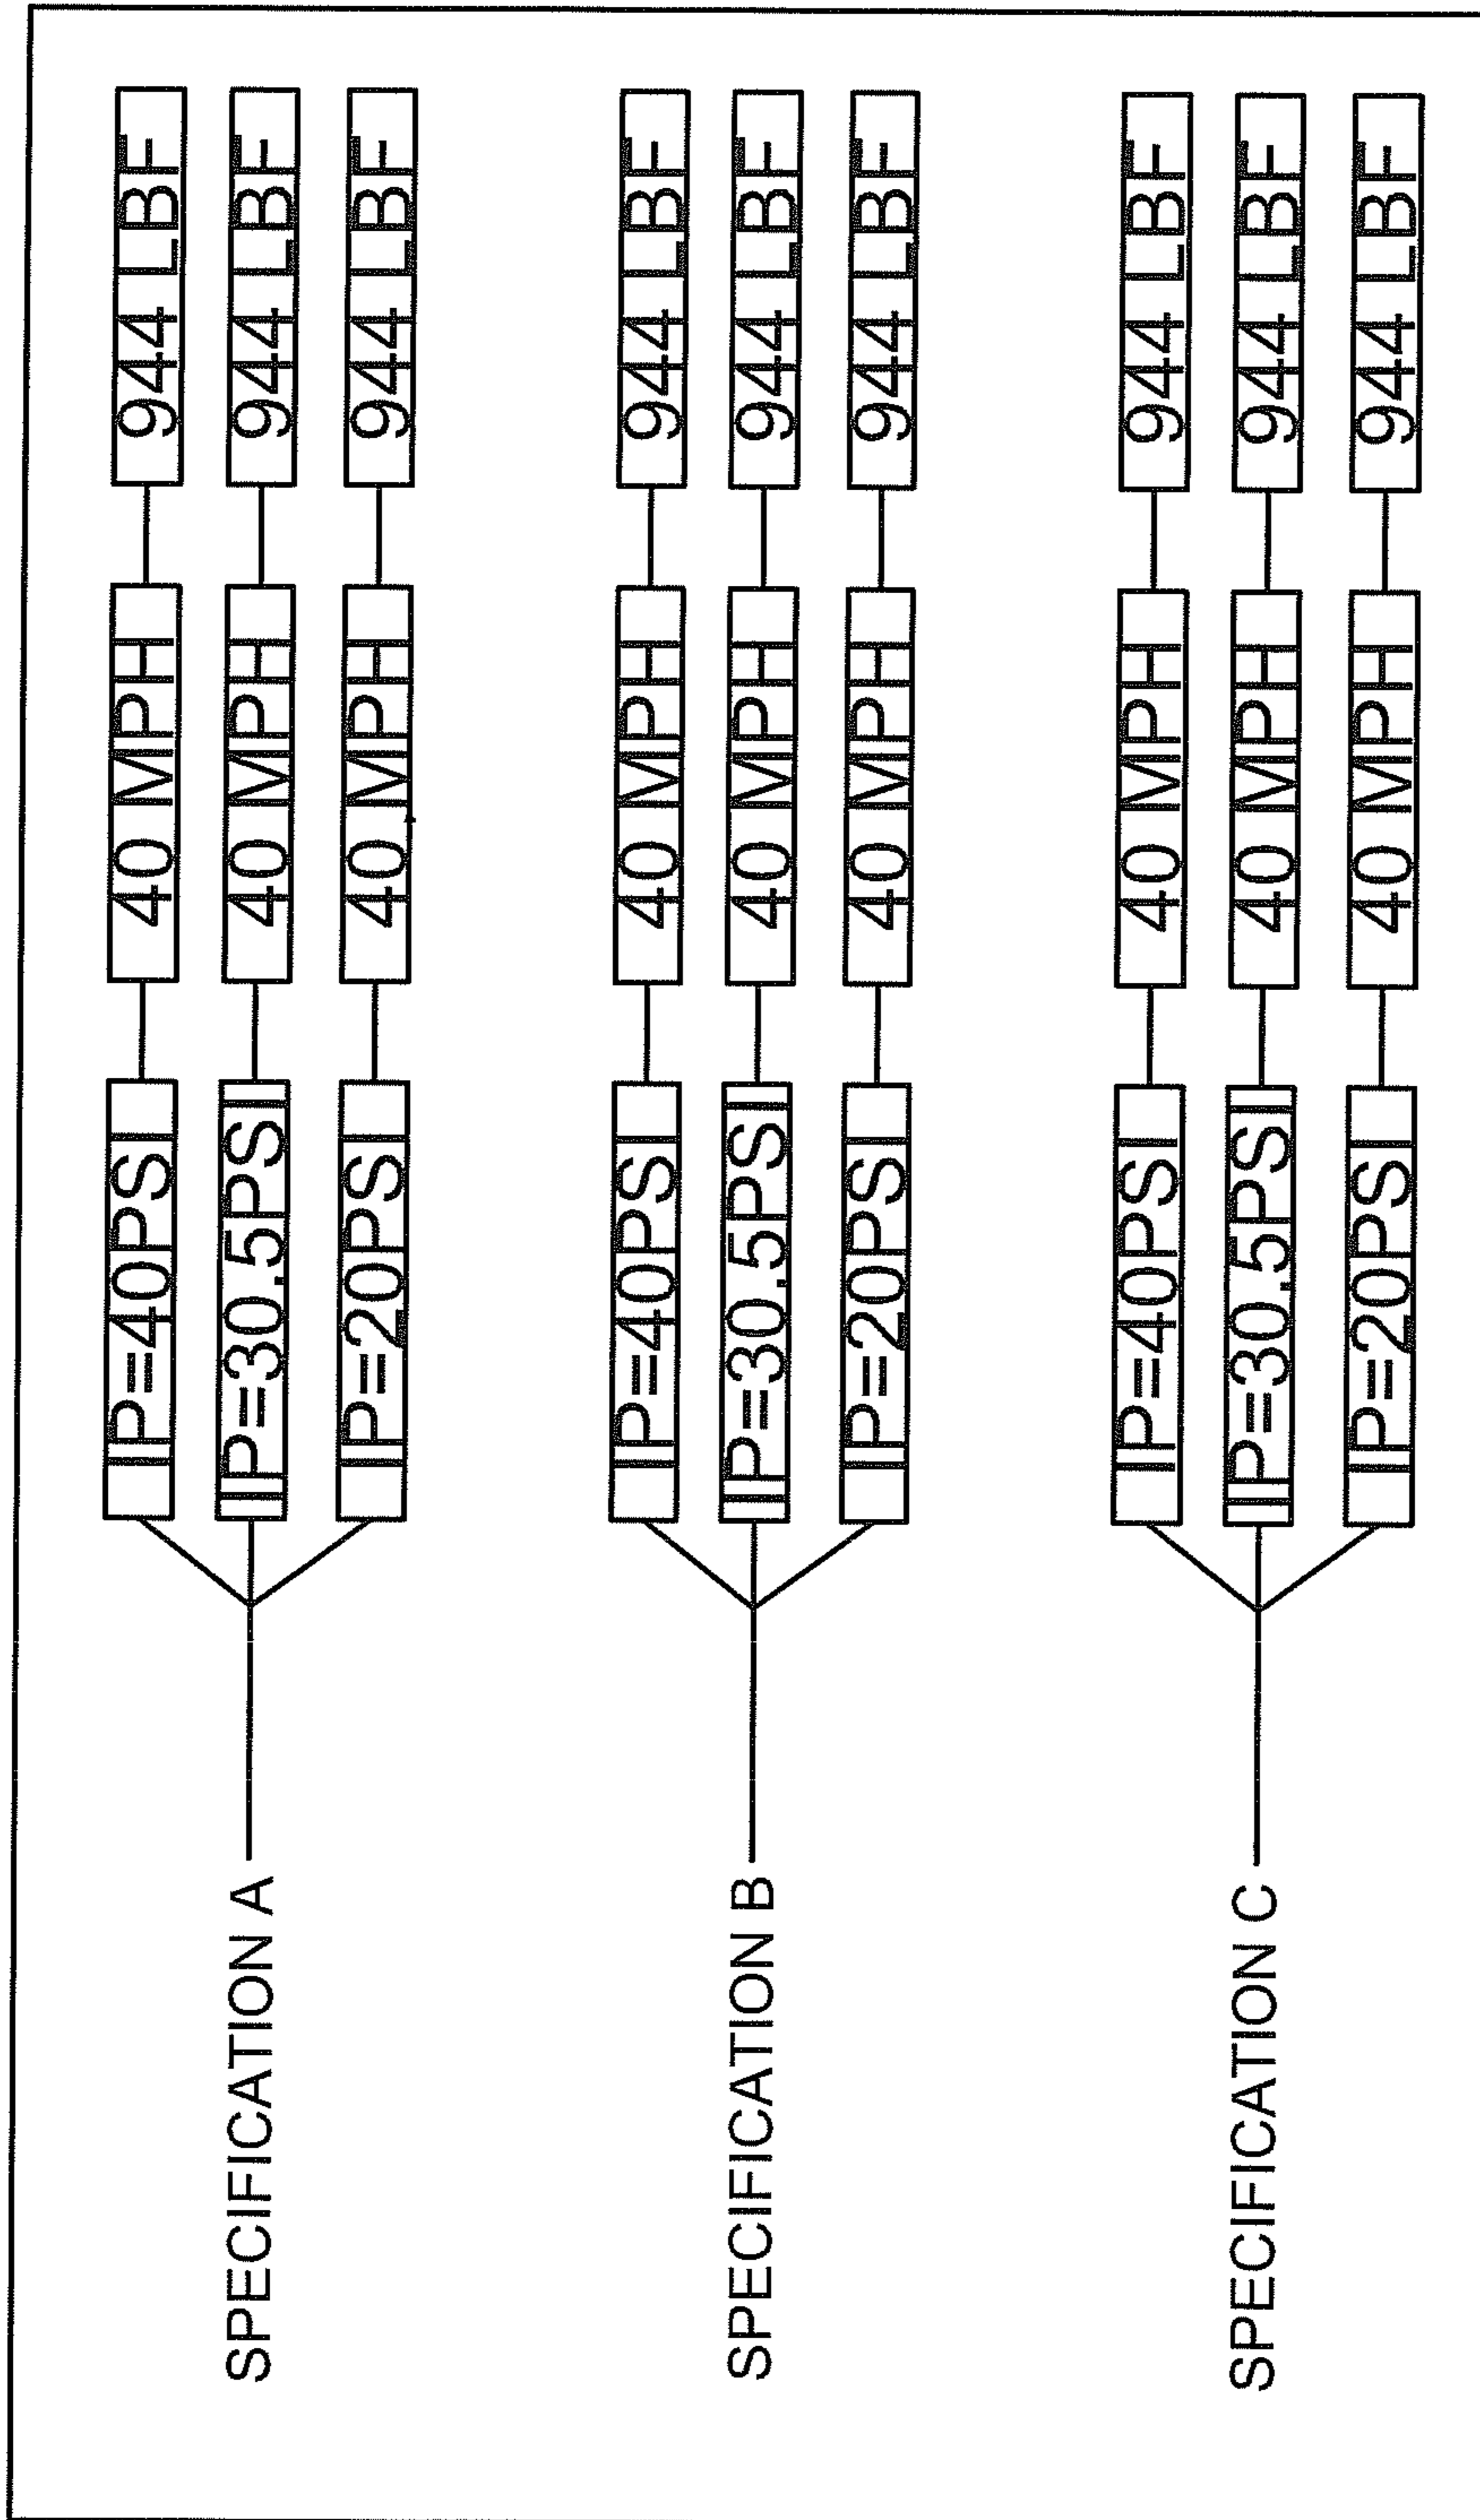 IP=40PSI 40 MPH 944 LBF
SPECIFICATION A IP=30.5PSI 40 MPH 944 LBF
IP=20PSI 40 MPH 944 LBF
IP=40PSI 40 MPH 944 LBF
SPECIFICATION B IP=30.5PSI 40 MPH 944 LBF
IP=20PSI 40 MPH 944 LBF
IP=40PSI 40 MPH 944 LBF
SPECIFICATION C IP=30.5PSI 40 MPH 944 LBF
IP=20PSI 40 MPH 944 LBF